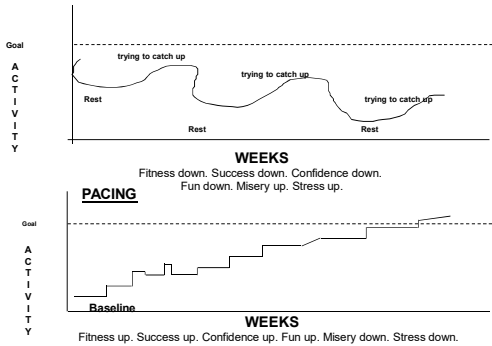 Goal
trying to catch up
trying to catch up
trying to catch up
Rest
Rest
Rest
ACTIVITY
WEEKS
Fitness down. Success down. Confidence down.
Fun down. Misery up. Stress up.
PACING
Goal
ACTIVITY
Baseline
WEEKS
Fitness up. Success up. Confidence up. Fun up. Misery down. Stress down.